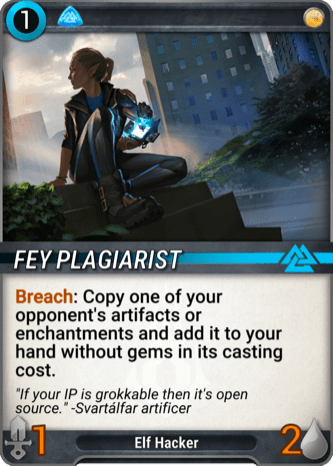 1
FEY PLAGIARIST
Breach: Copy one of your
opponent's artifacts or
enchantments and add it to your
hand without gems in its casting
cost.
"If your IP is grokkable then it's open
source." -Svartálfar artificer
1
Elf Hacker
2